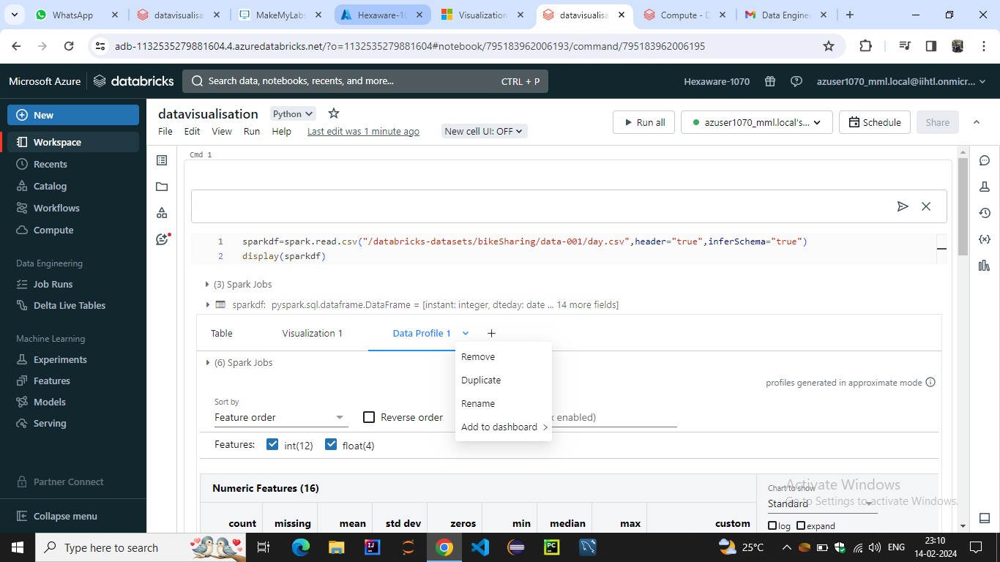 WhatsApp
datavisualisa
MakeMyLabs
Hexaware-10
Visualization
datavisualisa
Compute - D
Data Enginee
adb-1132535279881604.4.azuredatabricks.net/?o=1132535279881604#notebook/795183962006193/command/795183962006195
Microsoft Azure
databricks
Search data, notebooks, recents, and more...
CTRL + P
Hexaware-1070
azuser1070_mml.local@iihtl.onmicr...
New
Workspace
Recents
Catalog
Workflows
Compute
Data Engineering
Job Runs
Delta Live Tables
Machine Learning
Experiments
Features
Models
Serving
Partner Connect
Collapse menu
datavisualisation
Python
File Edit View Run Help Last edit was 1 minute ago
New cell UI: OFF
Run all
azuser1070_mml.local's...
Schedule
Share
Cmd 1
1 sparkdf=spark.read.csv("/databricks-datasets/bikeSharing/data-001/day.csv",header="true",inferSchema="true")
2 display(sparkdf)
(3) Spark Jobs
sparkdf: pyspark.sql.dataframe.DataFrame = [instant: integer, dteday: date ... 14 more fields]
Table Visualization 1 Data Profile 1
Remove
Duplicate
Rename
Add to dashboard
(6) Spark Jobs
profiles generated in approximate mode
Sort by
Feature order
Reverse order
enabled)
Features: int(12) float(4)
Numeric Features (16)
count missing mean std dev zeros min median max custom
Chart to show
Standard
log expand
Activate Windows
Go to Settings to activate Windows.
Type here to search
25°C
ENG
23:10
14-02-2024